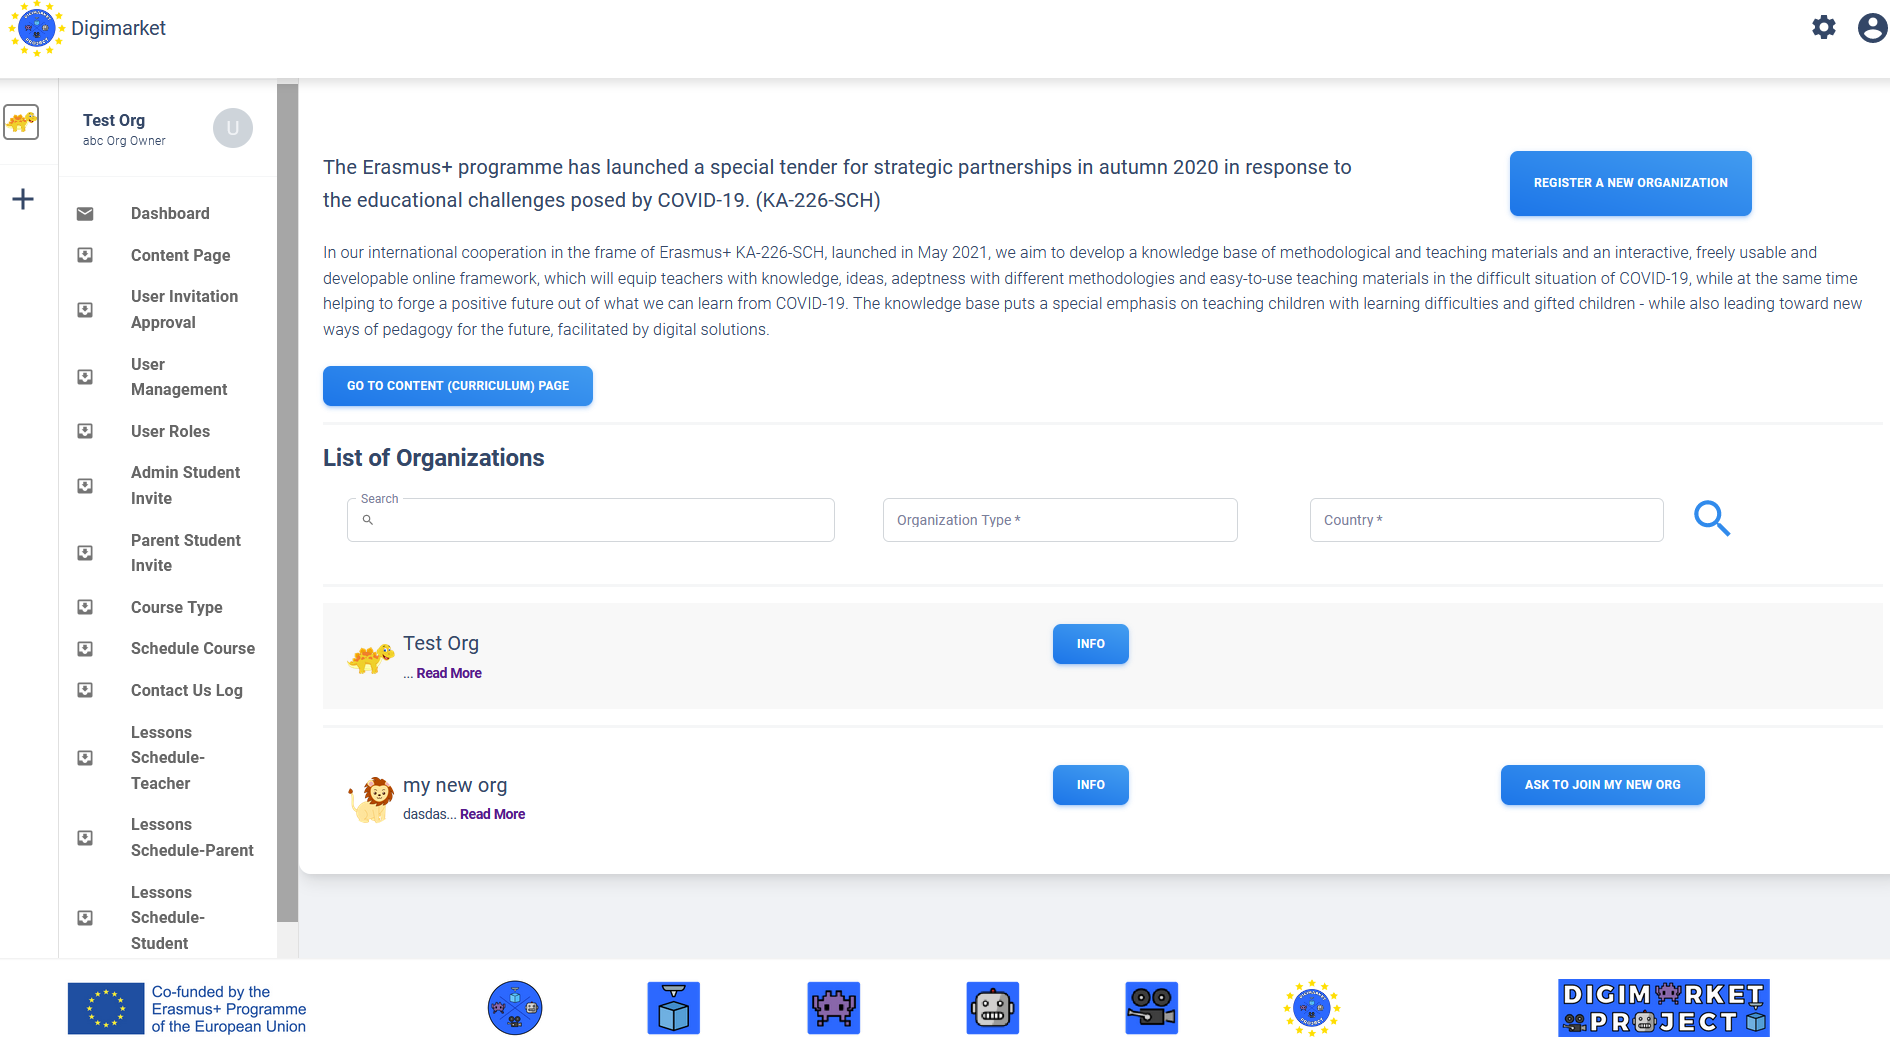 Digimarket
Test Org
abc Org Owner
U
Dashboard
Content Page
User Invitation
Approval
User
Management
User Roles
Admin Student
Invite
Parent Student
Invite
Course Type
Schedule Course
Contact Us Log
Lessons
Schedule-
Teacher
Lessons
Schedule-Parent
Lessons
Schedule-
Student
The Erasmus+ programme has launched a special tender for strategic partnerships in autumn 2020 in response to
the educational challenges posed by COVID-19. (KA-226-SCH)
REGISTER A NEW ORGANIZATION
In our international cooperation in the frame of Erasmus+ KA-226-SCH, launched in May 2021, we aim to develop a knowledge base of methodological and teaching materials and an interactive, freely usable and
developable online framework, which will equip teachers with knowledge, ideas, adeptness with different methodologies and easy-to-use teaching materials in the difficult situation of COVID-19, while at the same time
helping to forge a positive future out of what we can learn from COVID-19. The knowledge base puts a special emphasis on teaching children with learning difficulties and gifted children - while also leading toward new
ways of pedagogy for the future, facilitated by digital solutions.
GO TO CONTENT (CURRICULUM) PAGE
List of Organizations
Search
Organization Type *
Country *
Test Org
... Read More
INFO
my new org
dasdas... Read More
INFO
ASK TO JOIN MY NEW ORG
Co-funded by the
Erasmus+ Programme
of the European Union
DIGIMARKET
PROJECT